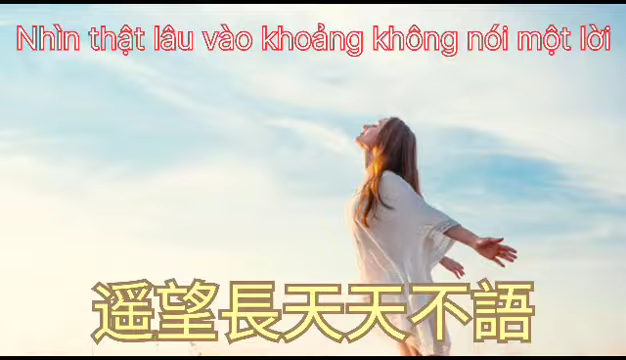 Nhìn thật lâu vào khoảng không nói một lời
遥望長天天不語